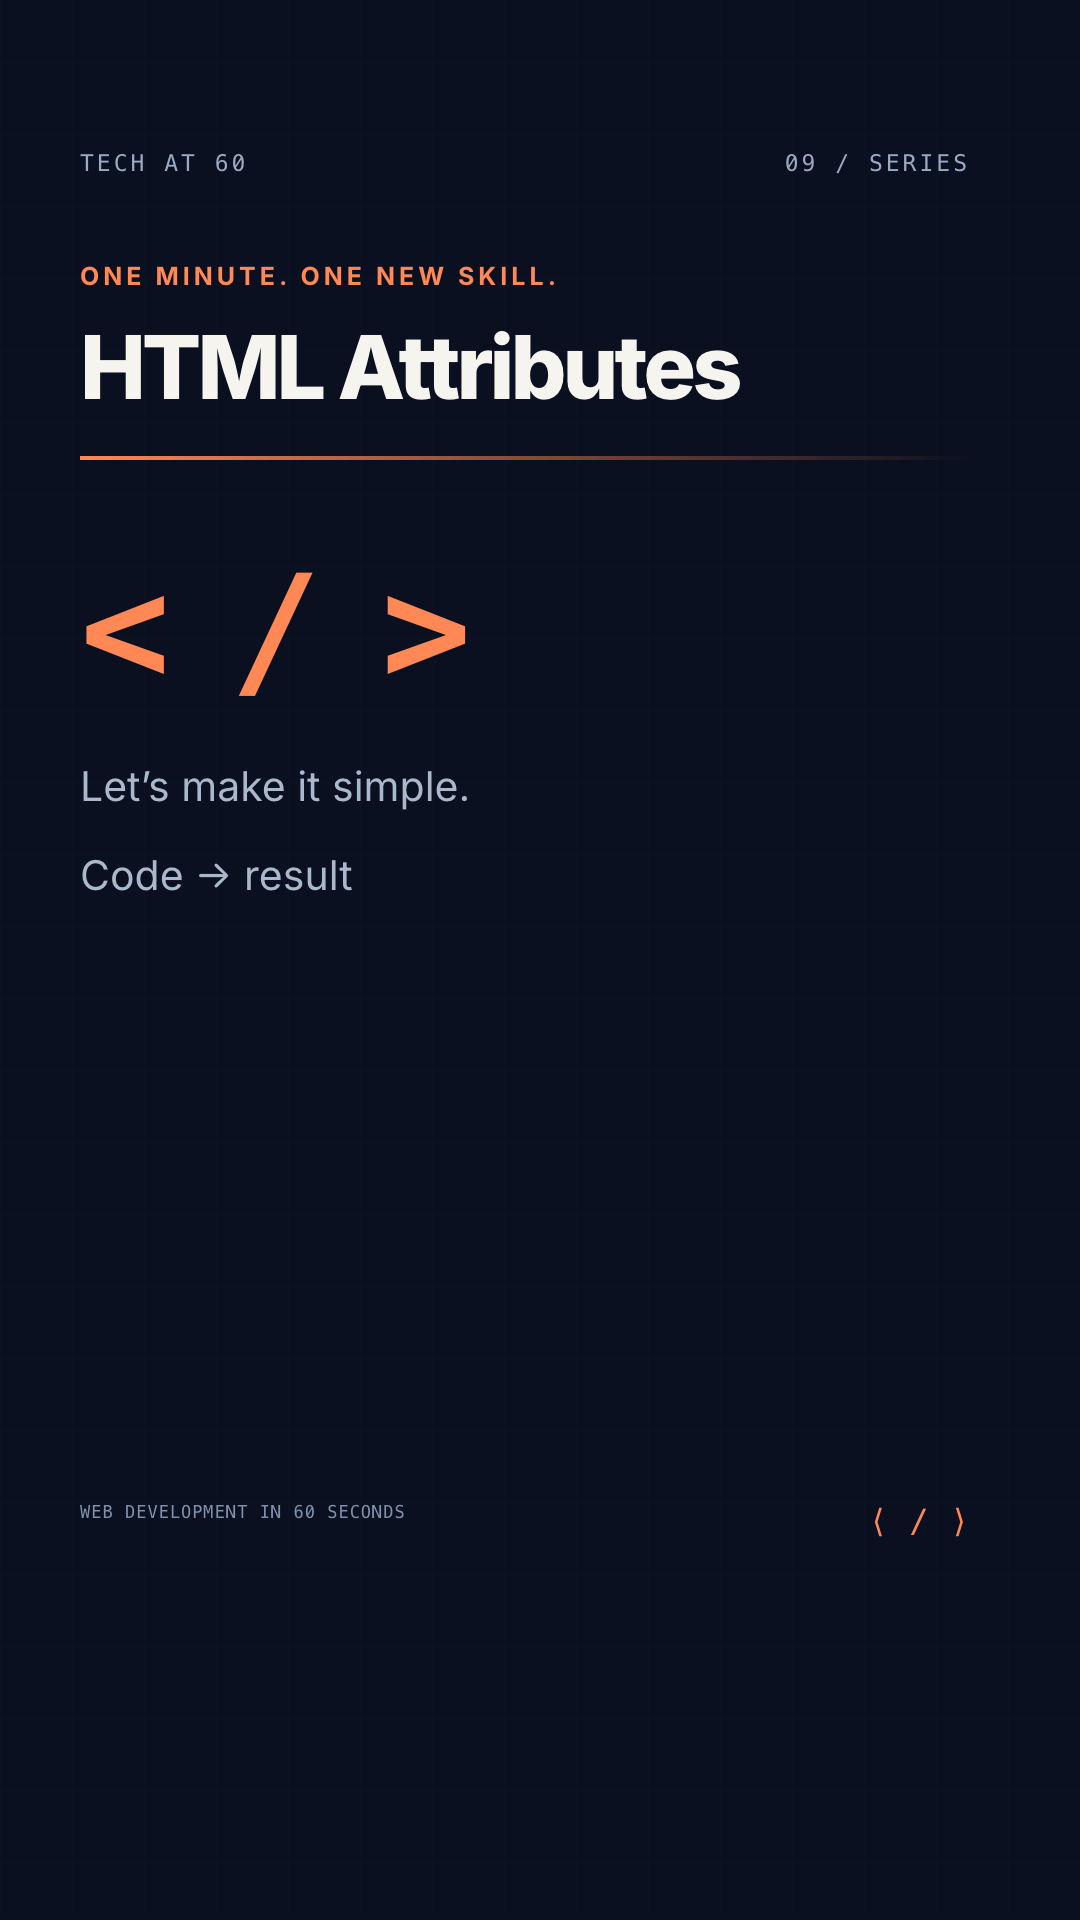 TECH AT 60
09 / SERIES
ONE MINUTE. ONE NEW SKILL.
HTML Attributes
< / >
Let’s make it simple.
Code → result
WEB DEVELOPMENT IN 60 SECONDS
⟨ / ⟩